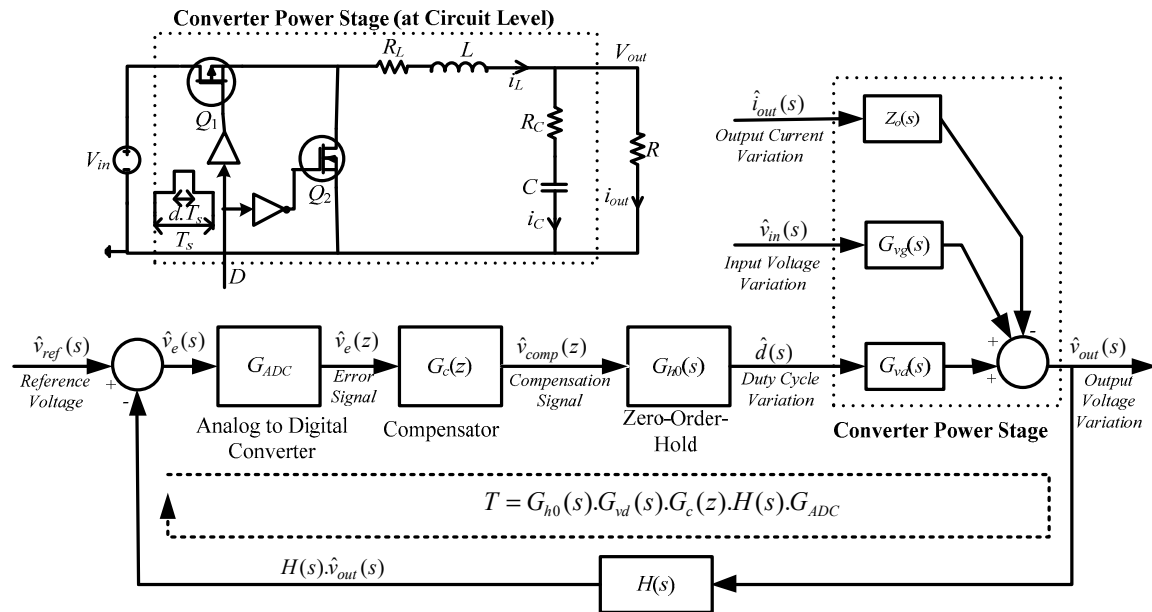 Converter Power Stage (at Circuit Level)
R_L
L
V_out
i_L
Q_1
R_C
R
V_in
Q_2
C
i_out
d.T_s
i_C
T_s
D
î_out(s)
Output Current
Variation
Z_o(s)
v̂_in(s)
Input Voltage
Variation
G_vg(s)
+
-
+
v̂_ref(s)
Reference
Voltage
+
-
v̂_e(s)
G_ADC
Analog to Digital
Converter
v̂_e(z)
Error
Signal
G_c(z)
Compensator
v̂_comp(z)
Compensation
Signal
G_h0(s)
Zero-Order-
Hold
d̂(s)
Duty Cycle
Variation
G_vd(s)
v̂_out(s)
Output
Voltage
Variation
Converter Power Stage
T = G_h0(s).G_vd(s).G_c(z).H(s).G_ADC
H(s).v̂_out(s)
H(s)